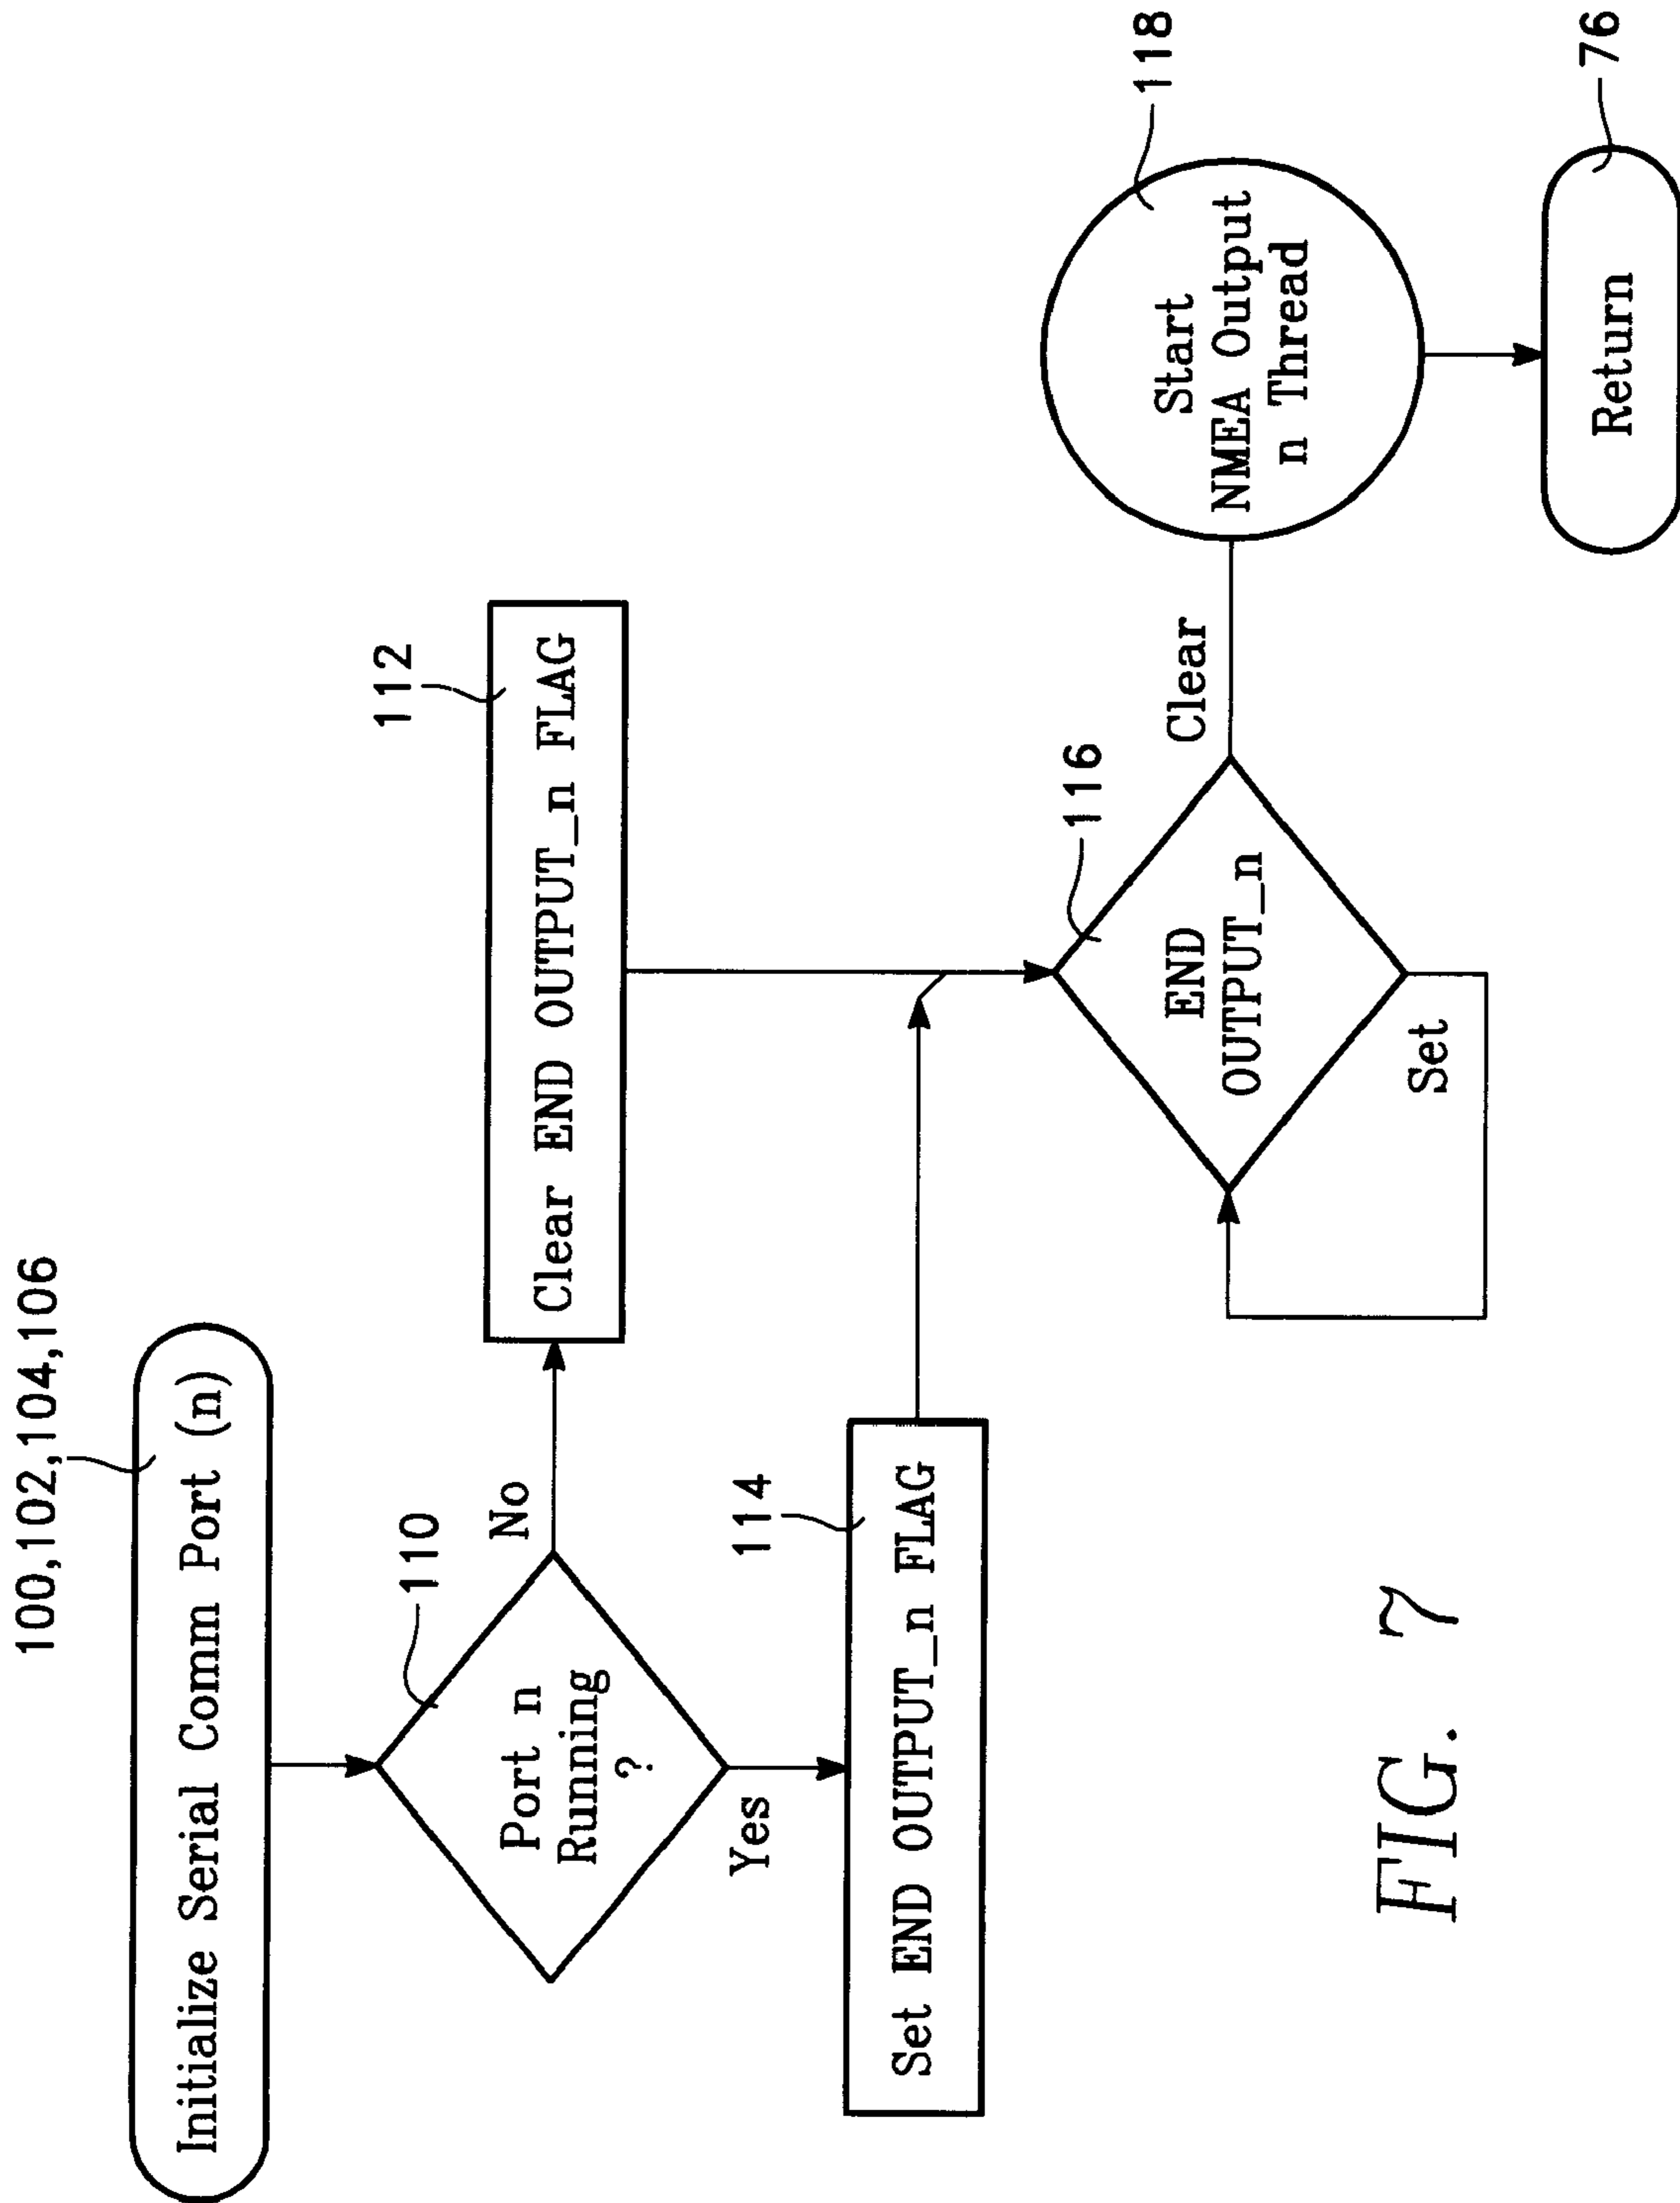 100,102,104,106
Initialize Serial Comm Port (n)
110
Port n
Running
?
No
Yes
112
Clear END OUTPUT_n FLAG
114
Set END OUTPUT_n FLAG
116
END
OUTPUT_n
Set
Clear
118
Start
NMEA Output
n Thread
76
Return
FIG. 7